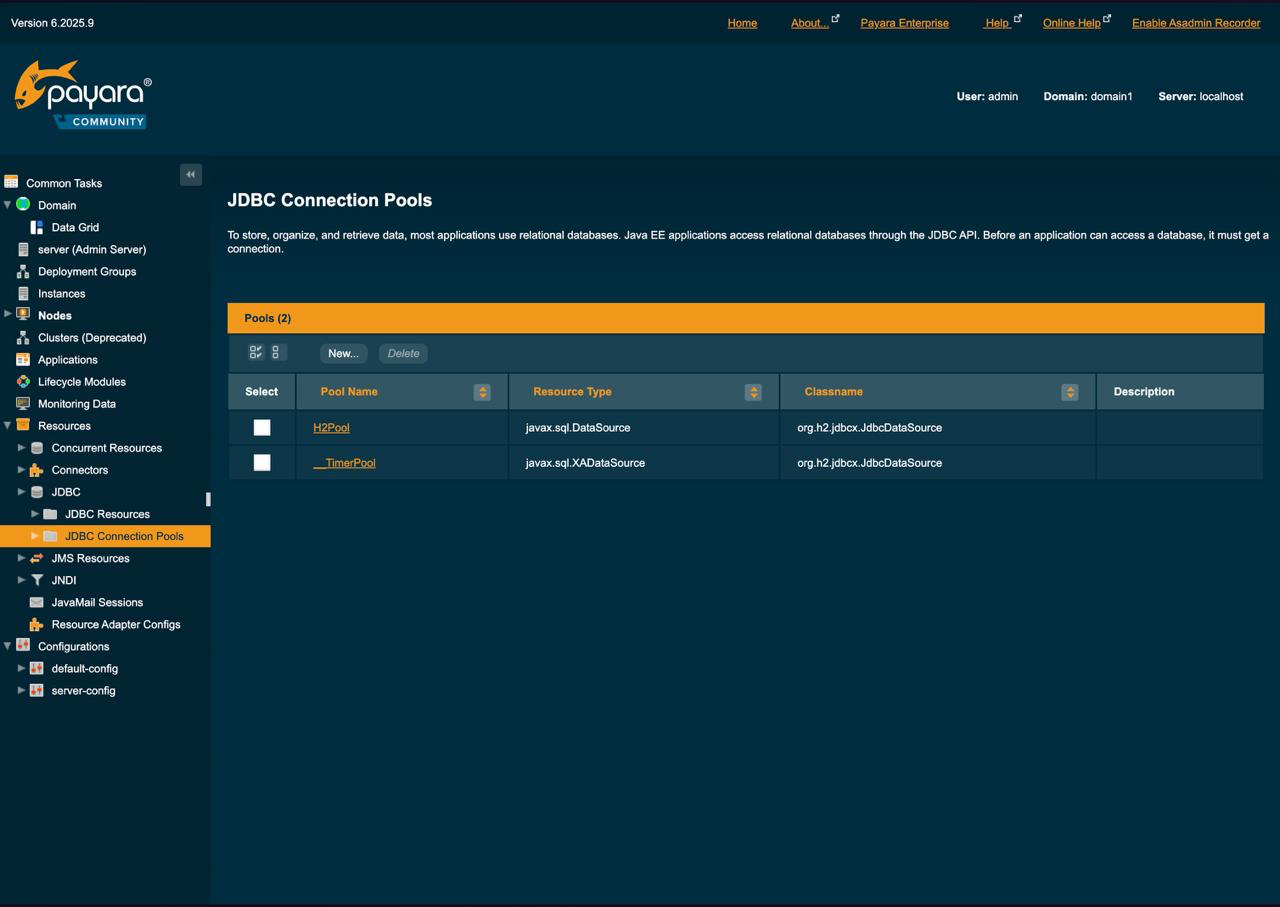 Version 6.2025.9
Home About... Payara Enterprise Help Online Help Enable Asadmin Recorder
payara®
COMMUNITY
User: admin Domain: domain1 Server: localhost
Common Tasks
Domain
Data Grid
server (Admin Server)
Deployment Groups
Instances
Nodes
Clusters (Deprecated)
Applications
Lifecycle Modules
Monitoring Data
Resources
Concurrent Resources
Connectors
JDBC
JDBC Resources
JDBC Connection Pools
JMS Resources
JNDI
JavaMail Sessions
Resource Adapter Configs
Configurations
default-config
server-config
JDBC Connection Pools
To store, organize, and retrieve data, most applications use relational databases. Java EE applications access relational databases through the JDBC API. Before an application can access a database, it must get a
connection.
Pools (2)
New... Delete
Select Pool Name Resource Type Classname Description
H2Pool javax.sql.DataSource org.h2.jdbcx.JdbcDataSource
__TimerPool javax.sql.XADataSource org.h2.jdbcx.JdbcDataSource